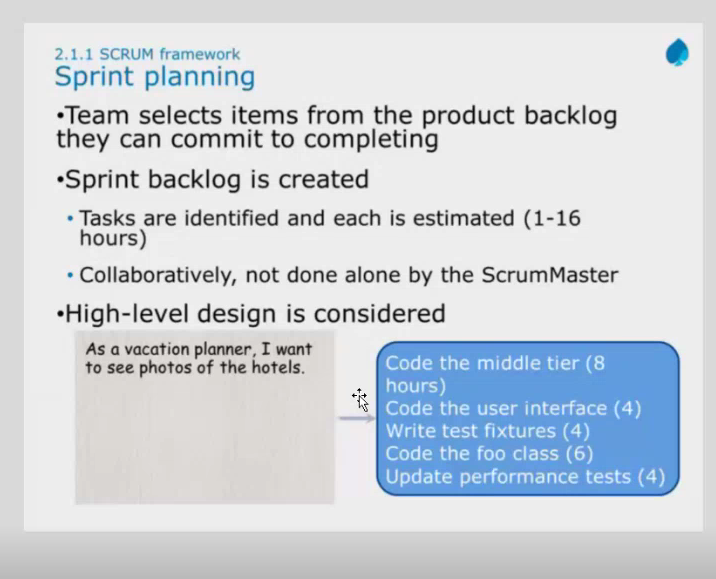 2.1.1 SCRUM framework
Sprint planning
•Team selects items from the product backlog
they can commit to completing
•Sprint backlog is created
• Tasks are identified and each is estimated (1-16
hours)
• Collaboratively, not done alone by the ScrumMaster
•High-level design is considered
As a vacation planner, I want
to see photos of the hotels.
Code the middle tier (8
hours)
Code the user interface (4)
Write test fixtures (4)
Code the foo class (6)
Update performance tests (4)